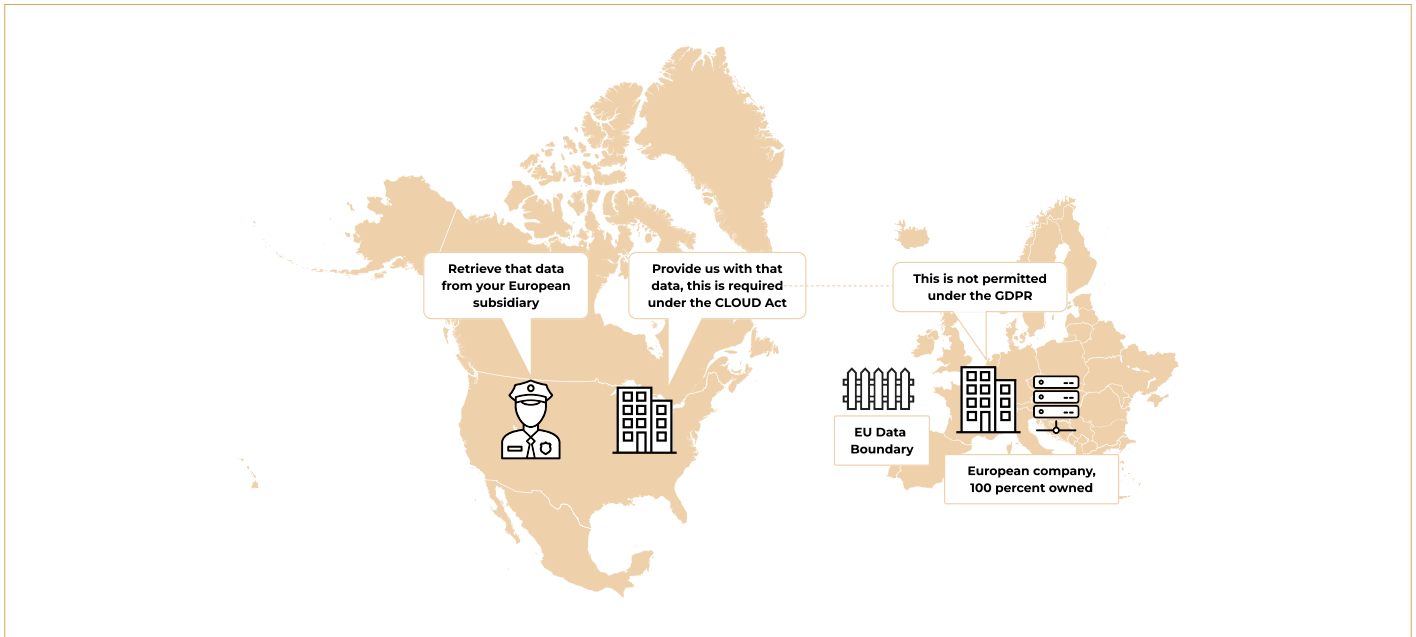 Retrieve that data
from your European
subsidiary
Provide us with that
data, this is required
under the CLOUD Act
This is not permitted
under the GDPR
EU Data
Boundary
European company,
100 percent owned